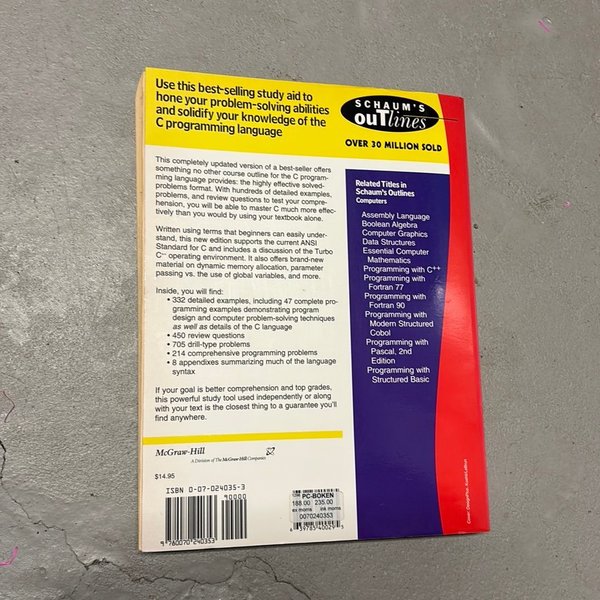 Use this best-selling study aid to
hone your problem-solving abilities
and solidify your knowledge of the
C programming language
SCHAUM'S
ouTlines
OVER 30 MILLION SOLD
This completely updated version of a best-seller offers
something no other course outline for the C program-
ming language provides: the highly effective solved-
problems format. With hundreds of detailed examples,
problems, and review questions to test your compre-
hension, you will be able to master C much more effec-
tively than you would by using your textbook alone.
Written using terms that beginners can easily under-
stand, this new edition supports the current ANSI
Standard for C and includes a discussion of the Turbo
C++ operating environment. It also offers brand-new
material on dynamic memory allocation, parameter
passing vs. the use of global variables, and more.
Inside, you will find:
• 332 detailed examples, including 47 complete pro-
gramming examples demonstrating program
design and computer problem-solving techniques
as well as details of the C language
• 450 review questions
• 705 drill-type problems
• 214 comprehensive programming problems
• 8 appendixes summarizing much of the language
syntax
If your goal is better comprehension and top grades,
this powerful study tool used independently or along
with your text is the closest thing to a guarantee you'll
find anywhere.
Related Titles in
Schaum's Outlines
Computers
Assembly Language
Boolean Algebra
Computer Graphics
Data Structures
Essential Computer
Mathematics
Programming with C++
Programming with
Fortran 77
Programming with
Fortran 90
Programming with
Modern Structured
Cobol
Programming with
Pascal, 2nd
Edition
Programming with
Structured Basic
McGraw-Hill
A Division of The McGraw-Hill Companies
$14.95
ISBN 0-07-024035-3
90000
9 780070 240353
PC-BOKEN
188.00 235.00
ex moms ink moms
0070240353